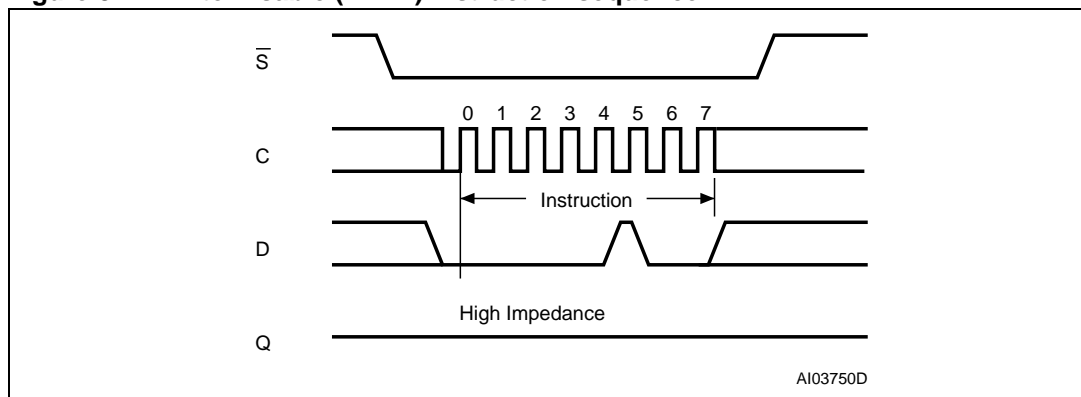 S̅
0 1 2 3 4 5 6 7
C
Instruction
D
High Impedance
Q
AI03750D